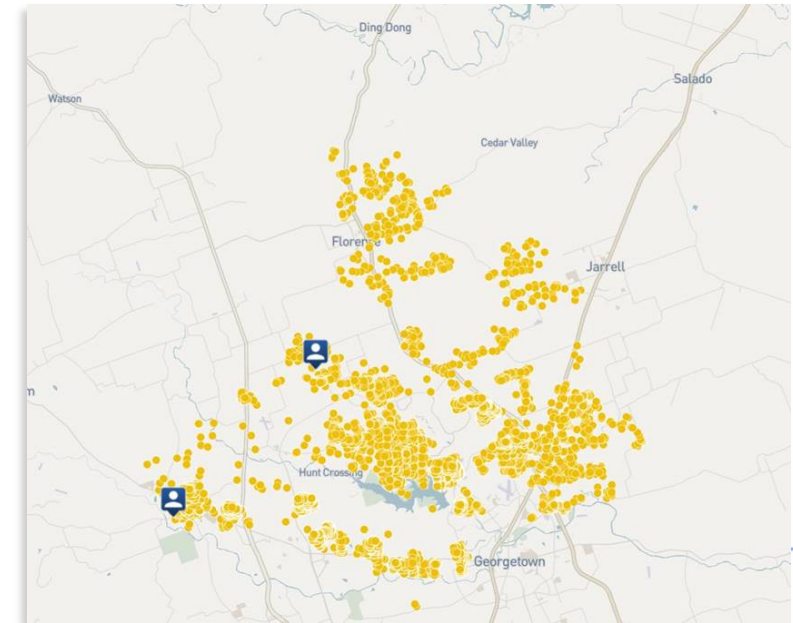 Ding Dong
Salado
Watson
Cedar Valley
Jarrell
Hunt Crossing
Georgetown